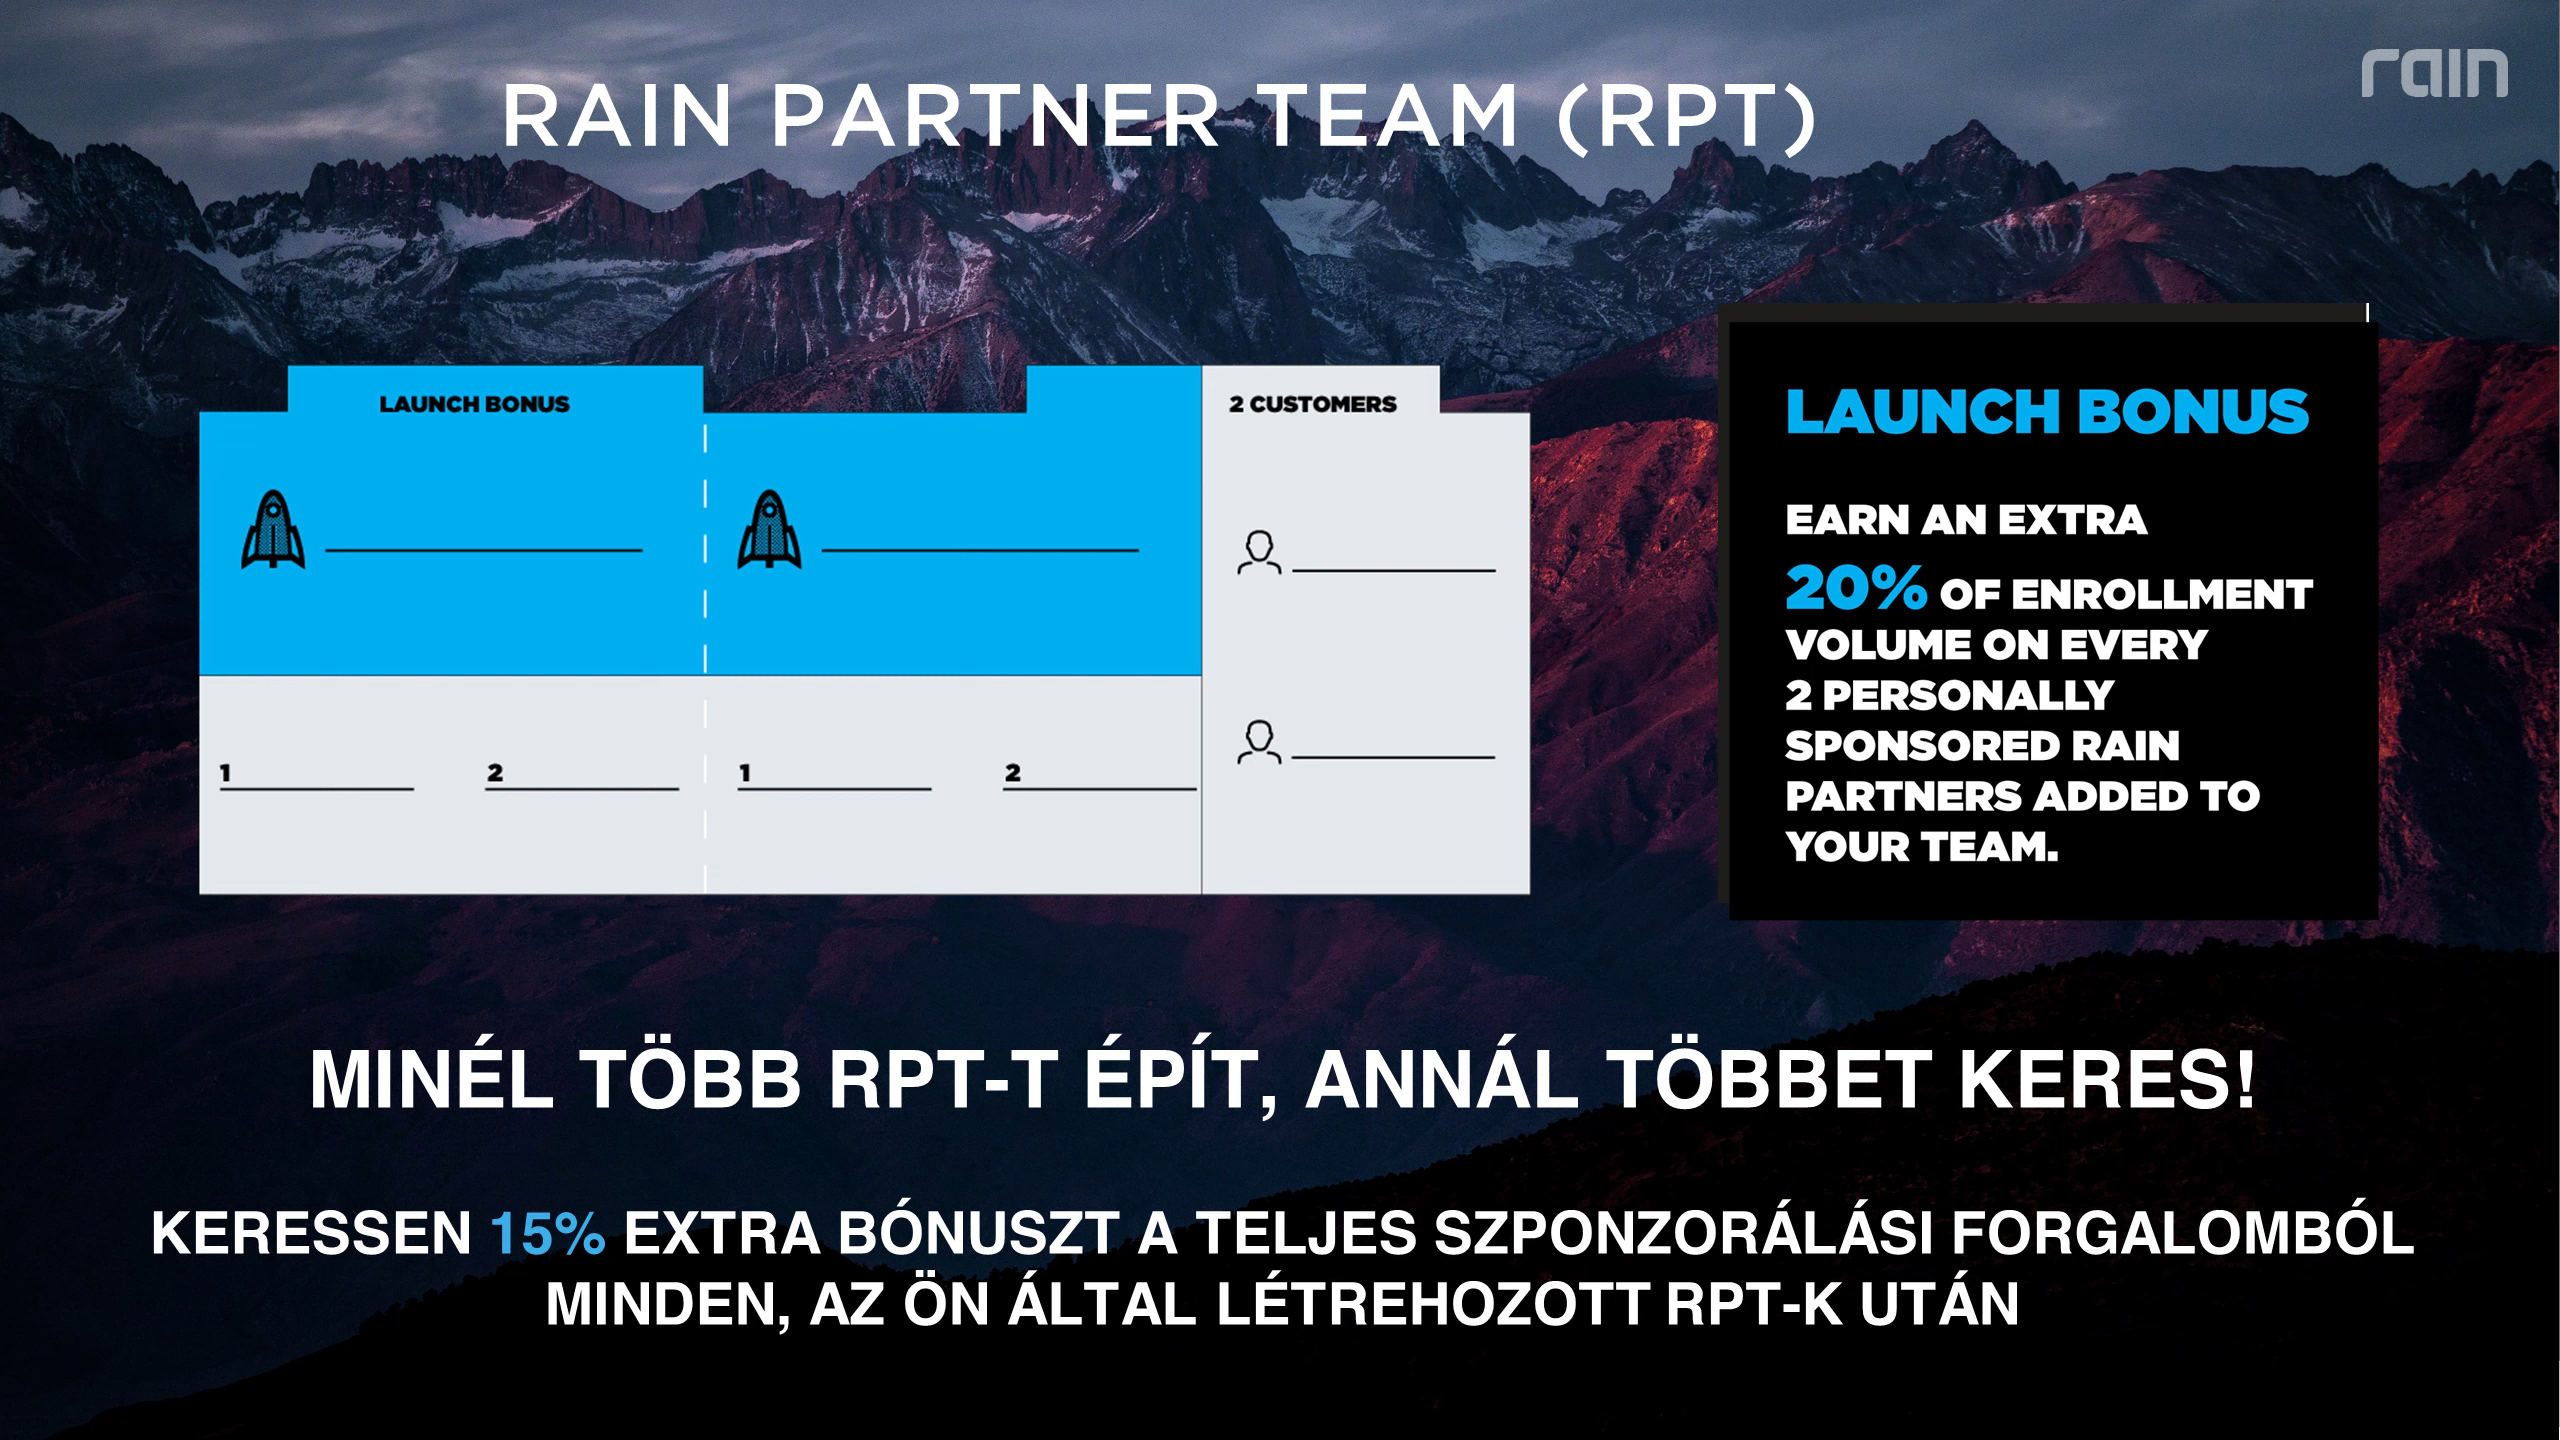 rain
RAIN PARTNER TEAM (RPT)
LAUNCH BONUS
2 CUSTOMERS
1
2
1
2
LAUNCH BONUS
EARN AN EXTRA
20% OF ENROLLMENT
VOLUME ON EVERY
2 PERSONALLY
SPONSORED RAIN
PARTNERS ADDED TO
YOUR TEAM.
MINÉL TÖBB RPT-T ÉPÍT, ANNÁL TÖBBET KERES!
KERESSEN 15% EXTRA BÓNUSZT A TELJES SZPONZORÁLÁSI FORGALOMBÓL
MINDEN, AZ ÖN ÁLTAL LÉTREHOZOTT RPT-K UTÁN